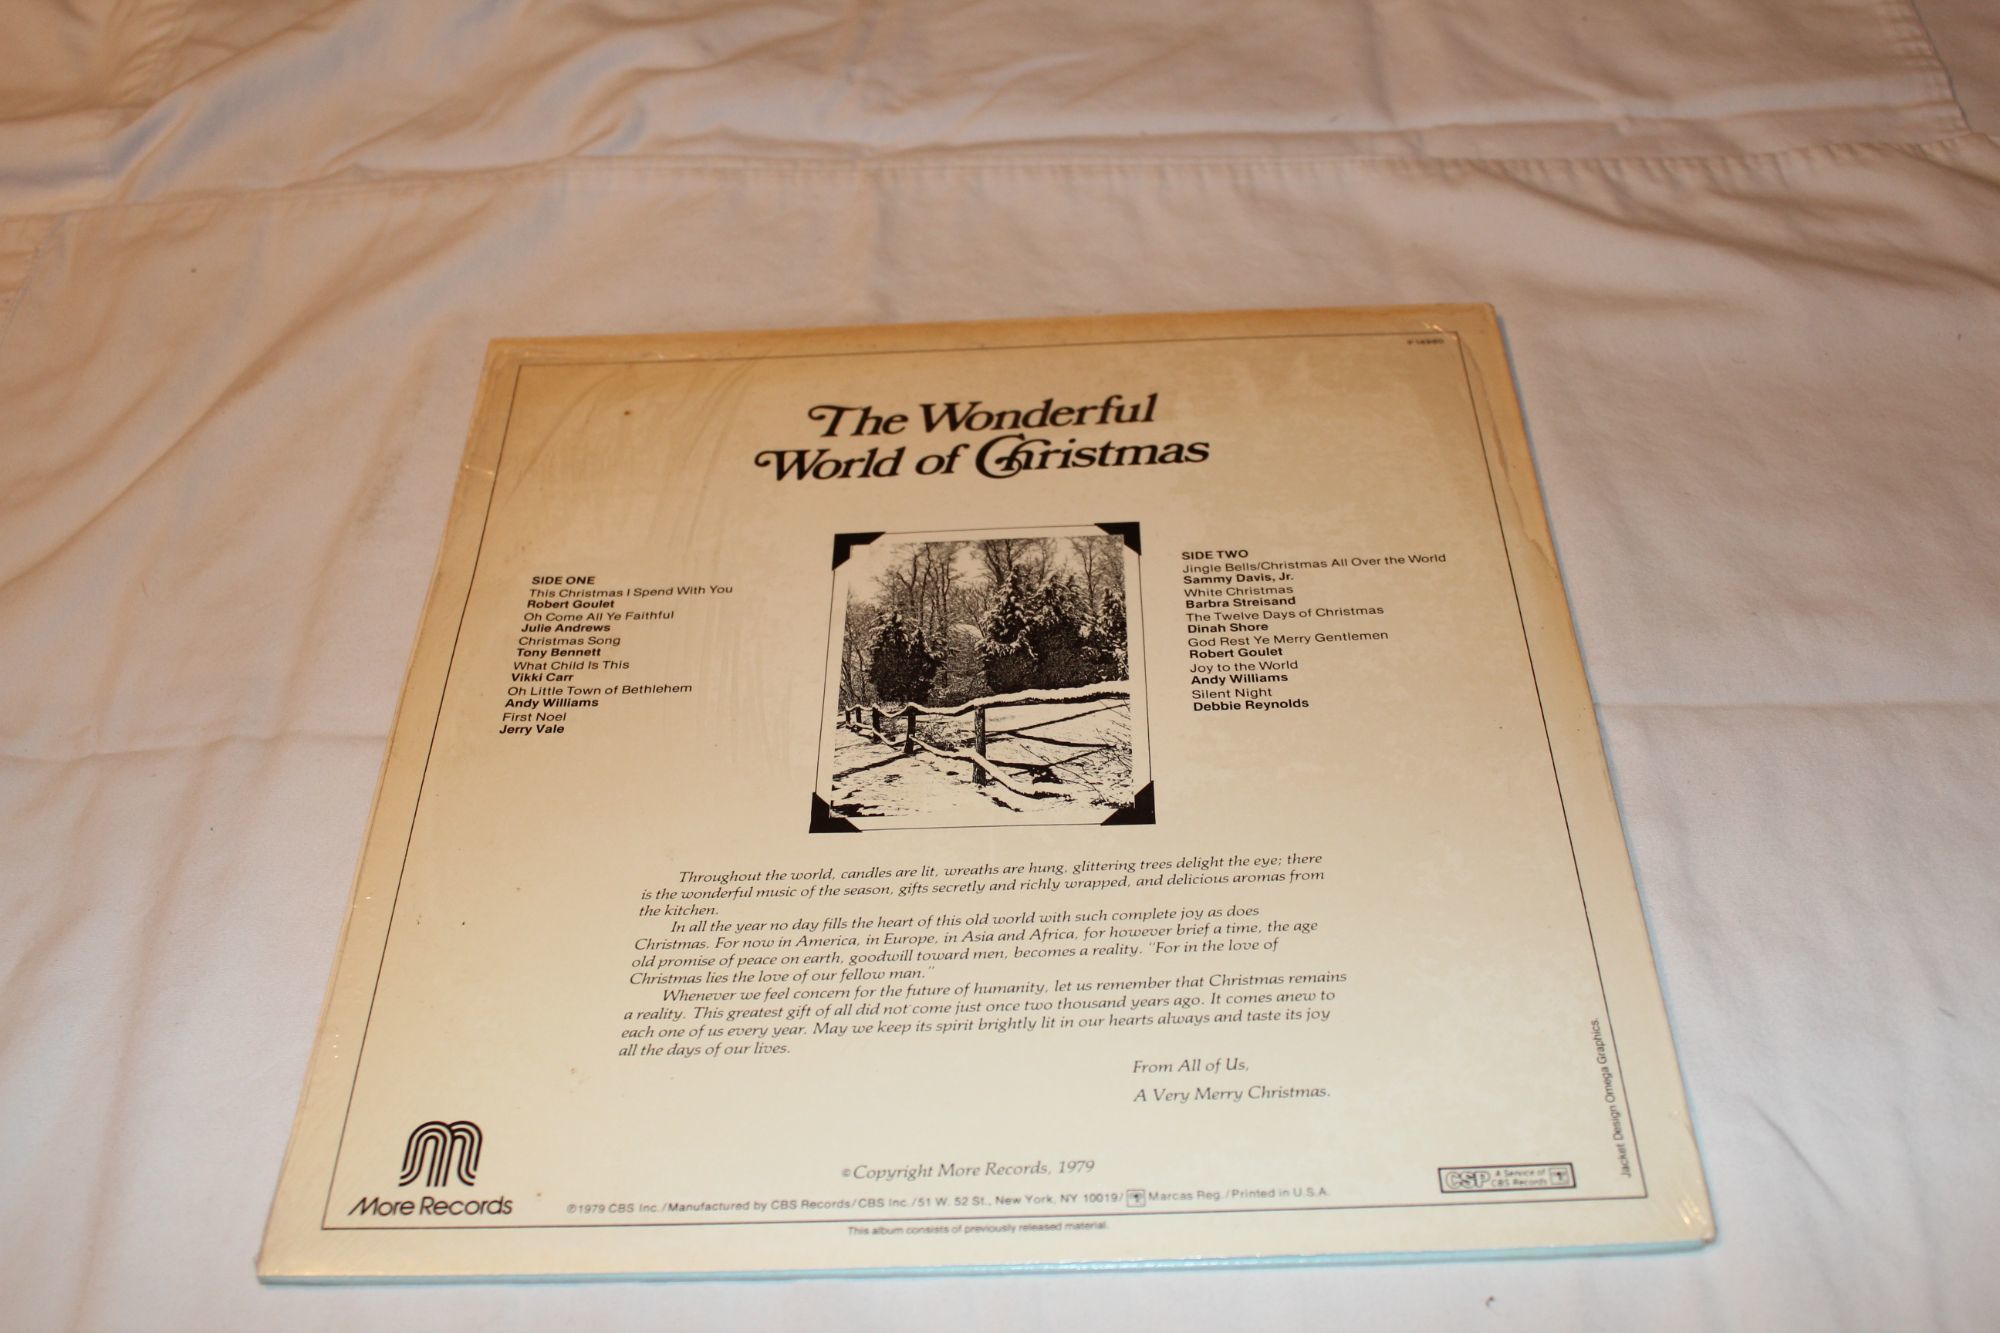 The Wonderful
World of Christmas
SIDE ONE
This Christmas I Spend With You
Robert Goulet
Oh Come All Ye Faithful
Julie Andrews
Christmas Song
Tony Bennett
What Child Is This
Vikki Carr
Oh Little Town of Bethlehem
Andy Williams
First Noel
Jerry Vale
SIDE TWO
Jingle Bells/Christmas All Over the World
Sammy Davis, Jr.
White Christmas
Barbra Streisand
The Twelve Days of Christmas
Dinah Shore
God Rest Ye Merry Gentlemen
Robert Goulet
Joy to the World
Andy Williams
Silent Night
Debbie Reynolds
Throughout the world, candles are lit, wreaths are hung, glittering trees delight the eye; there
is the wonderful music of the season, gifts secretly and richly wrapped, and delicious aromas from
the kitchen.
In all the year no day fills the heart of this old world with such complete joy as does
Christmas. For now in America, in Europe, in Asia and Africa, for however brief a time, the age
old promise of peace on earth, goodwill toward men, becomes a reality. "For in the love of
Christmas lies the love of our fellow man."
Whenever we feel concern for the future of humanity, let us remember that Christmas remains
a reality. This greatest gift of all did not come just once two thousand years ago. It comes anew to
each one of us every year. May we keep its spirit brightly lit in our hearts always and taste its joy
all the days of our lives.
From All of Us,
A Very Merry Christmas.
© Copyright More Records, 1979
More Records
℗1979 CBS Inc./Manufactured by CBS Records/CBS Inc./51 W. 52 St., New York, NY 10019/ Marcas Reg./Printed in U.S.A.
CSP A Service of
CBS Records
This album consists of previously released material.
Jacket Design Omega Graphics.